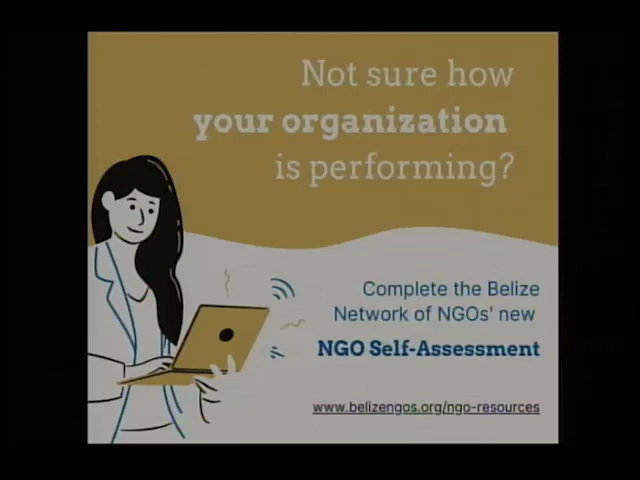 Not sure how
your organization
is performing?
Complete the Belize
Network of NGOs' new
NGO Self-Assessment
www.belizengos.org/ngo-resources